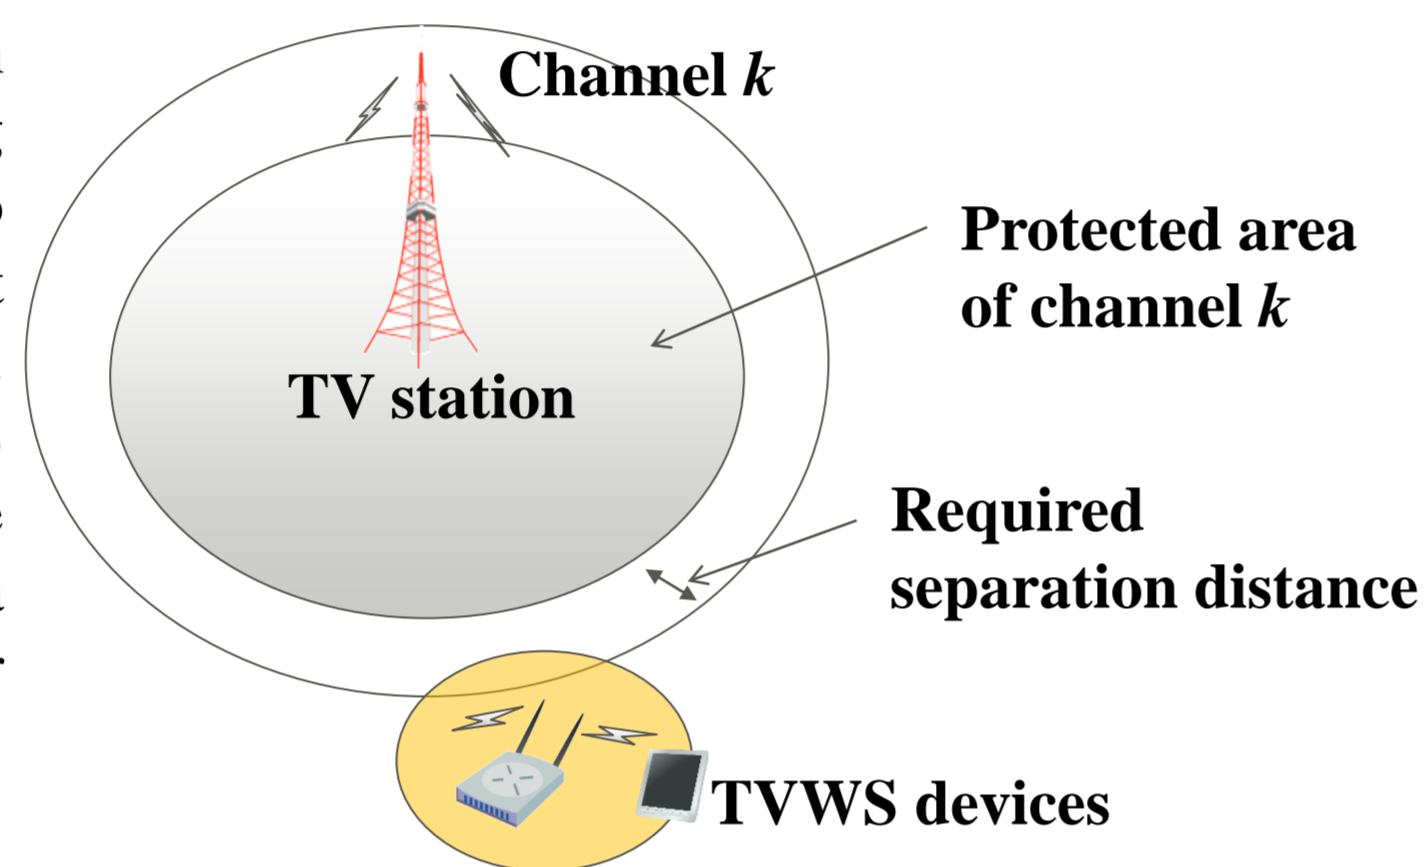 Channel k
Protected area
of channel k
TV station
Required
separation distance
TVWS devices